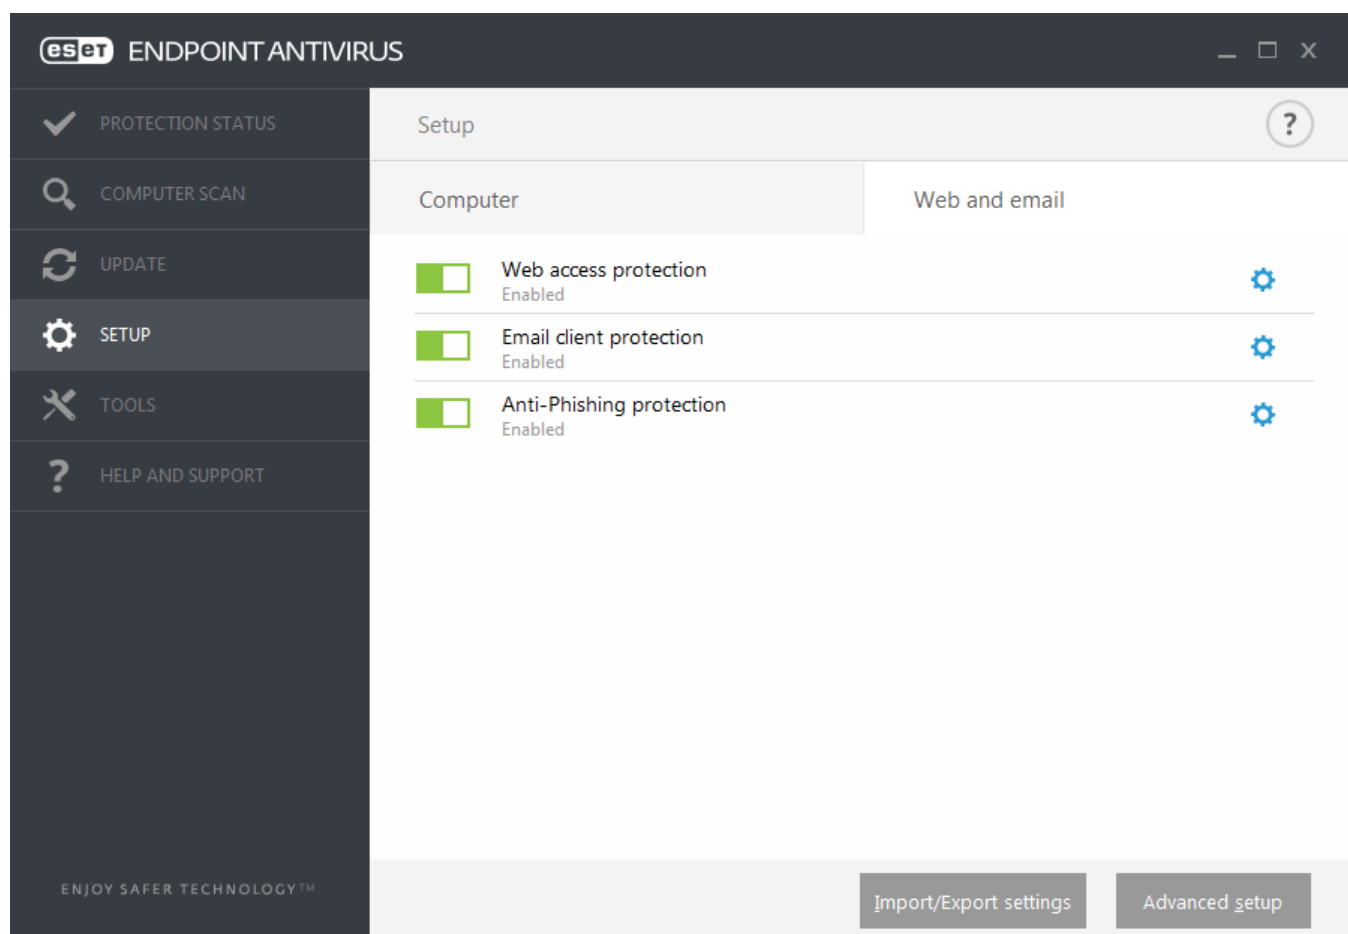 eset ENDPOINT ANTIVIRUS
PROTECTION STATUS
COMPUTER SCAN
UPDATE
SETUP
TOOLS
HELP AND SUPPORT
ENJOY SAFER TECHNOLOGY™
Setup
?
Computer
Web and email
Web access protection
Enabled
Email client protection
Enabled
Anti-Phishing protection
Enabled
Import/Export settings
Advanced setup